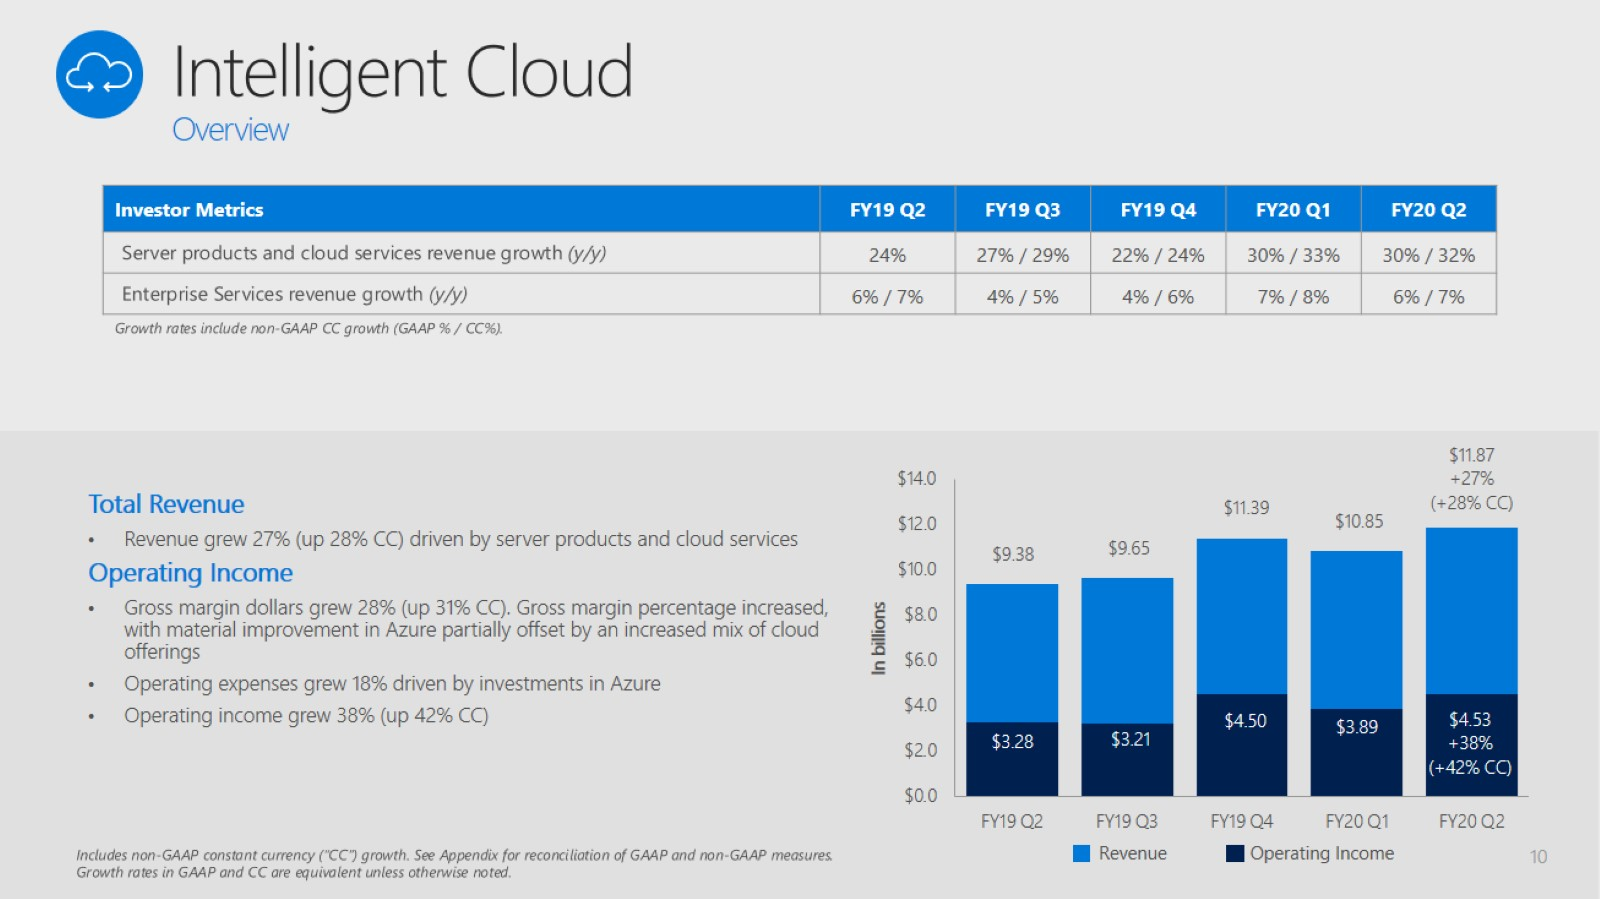 Intelligent Cloud
Overview
Investor Metrics FY19 Q2 FY19 Q3 FY19 Q4 FY20 Q1 FY20 Q2
Server products and cloud services revenue growth (y/y) 24% 27% / 29% 22% / 24% 30% / 33% 30% / 32%
Enterprise Services revenue growth (y/y) 6% / 7% 4% / 5% 4% / 6% 7% / 8% 6% / 7%
Growth rates include non-GAAP CC growth (GAAP % / CC%).
Total Revenue
• Revenue grew 27% (up 28% CC) driven by server products and cloud services
Operating Income
• Gross margin dollars grew 28% (up 31% CC). Gross margin percentage increased,
with material improvement in Azure partially offset by an increased mix of cloud
offerings
• Operating expenses grew 18% driven by investments in Azure
• Operating income grew 38% (up 42% CC)
In billions
$14.0
$12.0
$10.0
$8.0
$6.0
$4.0
$2.0
$0.0
$9.38
$9.65
$11.39
$10.85
$11.87
+27%
(+28% CC)
$3.28
$3.21
$4.50
$3.89
$4.53
+38%
(+42% CC)
FY19 Q2 FY19 Q3 FY19 Q4 FY20 Q1 FY20 Q2
Revenue Operating Income
Includes non-GAAP constant currency ("CC") growth. See Appendix for reconciliation of GAAP and non-GAAP measures.
Growth rates in GAAP and CC are equivalent unless otherwise noted.
10